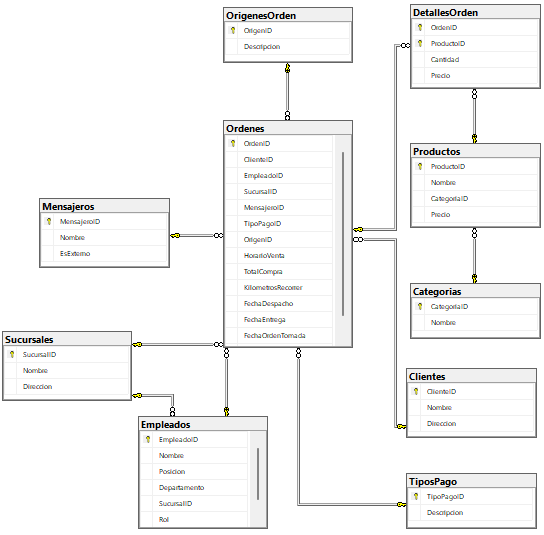 OrigenesOrden
OrigenID
Descripcion
DetallesOrden
OrdenID
ProductoID
Cantidad
Precio
Ordenes
OrdenID
ClienteID
EmpleadoID
SucursalID
MensajeroID
TipoPagoID
OrigenID
HorarioVenta
TotalCompra
KilometrosRecorrer
FechaDespacho
FechaEntrega
FechaOrdenTomada
Productos
ProductoID
Nombre
CategoriaID
Precio
Mensajeros
MensajeroID
Nombre
EsExterno
Categorias
CategoriaID
Nombre
Sucursales
SucursalID
Nombre
Direccion
Clientes
ClienteID
Nombre
Direccion
Empleados
EmpleadoID
Nombre
Posicion
Departamento
SucursalID
Rol
TiposPago
TipoPagoID
Descripcion